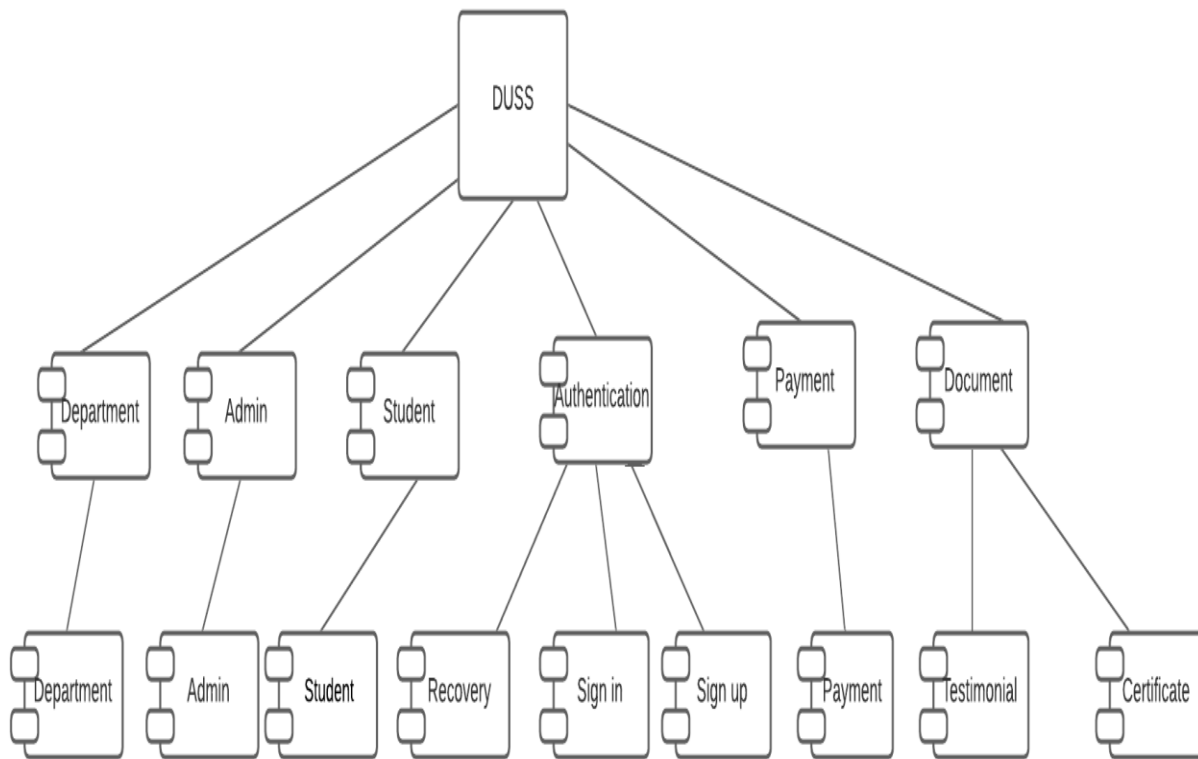 DUSS
Department
Admin
Student
Authentication
Payment
Document
Department
Admin
Student
Recovery
Sign in
Sign up
Payment
Testimonial
Certificate